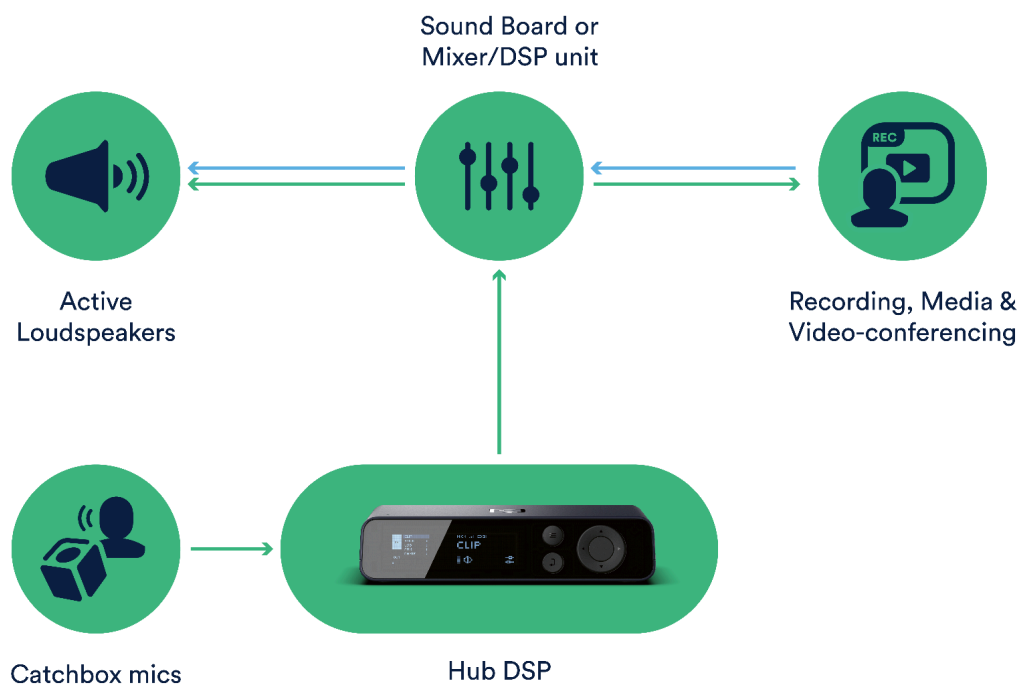 Sound Board or
Mixer/DSP unit
REC
Active
Loudspeakers
Recording, Media &
Video-conferencing
CLIP
Catchbox mics
Hub DSP